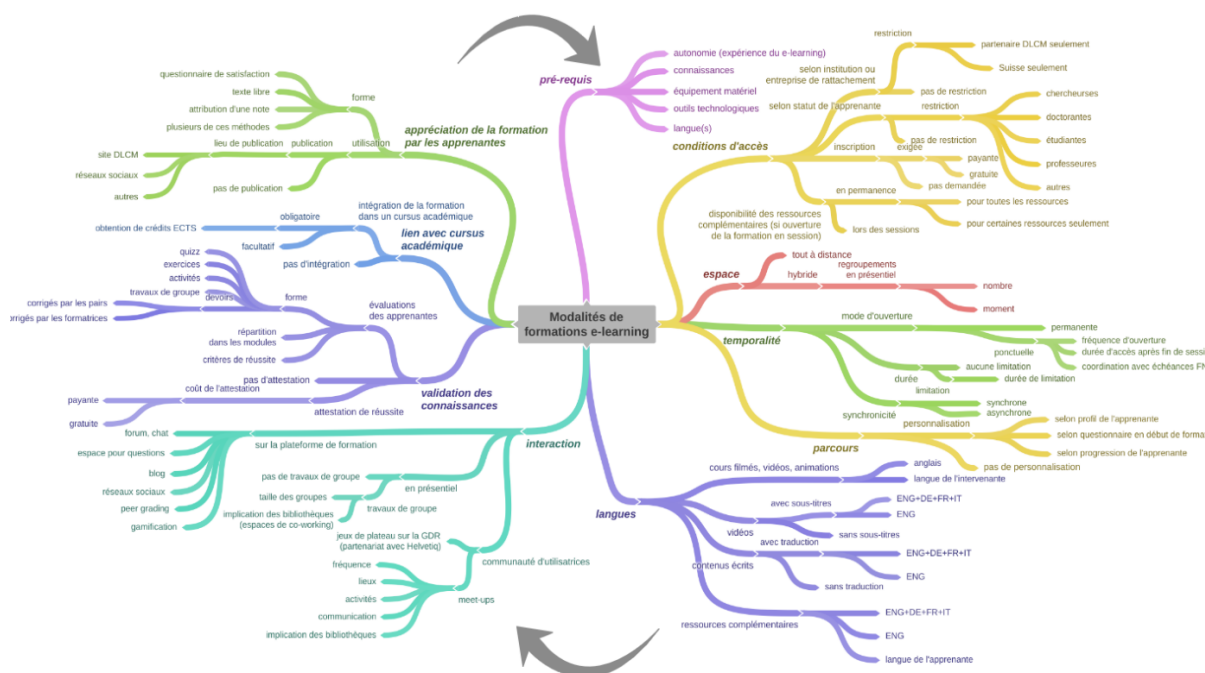 Modalités de
formations e-learning
pré-requis
autonomie (expérience du e-learning)
connaissances
équipement matériel
outils technologiques
langue(s)
conditions d'accès
selon institution ou
entreprise de rattachement
restriction
partenaire DLCM seulement
Suisse seulement
pas de restriction
selon statut de l'apprenante
restriction
chercheurses
doctorantes
étudiantes
professeures
autres
pas de restriction
inscription
exigée
payante
gratuite
pas demandée
disponibilité des ressources
complémentaires (si ouverture
de la formation en session)
en permanence
pour toutes les ressources
pour certaines ressources seulement
lors des sessions
espace
tout à distance
hybride
regroupements
en présentiel
nombre
moment
temporalité
mode d'ouverture
permanente
ponctuelle
fréquence d'ouverture
durée d'accès après fin de sessi
coordination avec échéances FN
durée
aucune limitation
limitation
durée de limitation
synchronicité
synchrone
asynchrone
parcours
personnalisation
selon profil de l'apprenante
selon questionnaire en début de format
selon progression de l'apprenante
pas de personnalisation
langues
cours filmés, vidéos, animations
anglais
langue de l'intervenante
vidéos
avec sous-titres
ENG+DE+FR+IT
ENG
sans sous-titres
contenus écrits
avec traduction
ENG+DE+FR+IT
ENG
sans traduction
ressources complémentaires
ENG+DE+FR+IT
ENG
langue de l'apprenante
appréciation de la formation
par les apprenantes
forme
questionnaire de satisfaction
texte libre
attribution d'une note
plusieurs de ces méthodes
utilisation
publication
lieu de publication
site DLCM
réseaux sociaux
autres
pas de publication
lien avec cursus
académique
intégration de la formation
dans un cursus académique
obligatoire
obtention de crédits ECTS
facultatif
pas d'intégration
validation des
connaissances
évaluations
des apprenantes
forme
quizz
exercices
activités
travaux de groupe
devoirs
corrigés par les pairs
corrigés par les formatrices
répartition
dans les modules
critères de réussite
pas d'attestation
attestation de réussite
coût de l'attestation
payante
gratuite
interaction
sur la plateforme de formation
forum, chat
espace pour questions
blog
réseaux sociaux
peer grading
gamification
en présentiel
pas de travaux de groupe
travaux de groupe
taille des groupes
implication des bibliothèques
(espaces de co-working)
communauté d'utilisatrices
jeux de plateau sur la GDR
(partenariat avec Helvetiq)
meet-ups
fréquence
lieux
activités
communication
implication des bibliothèques